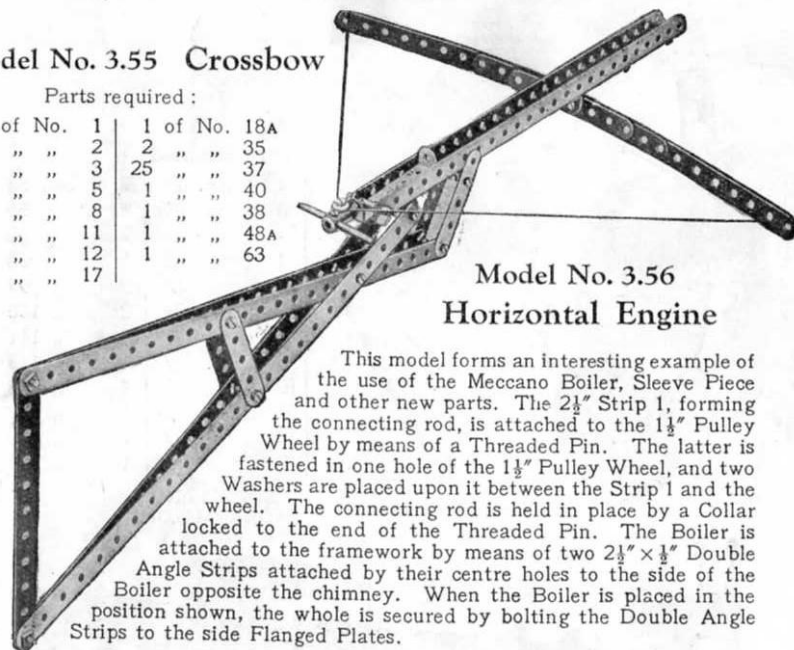 del No. 3.55 Crossbow
Parts required :
of No. 1 | 1 of No. 18A
„ „ 2 | 2 „ „ 35
„ „ 3 | 25 „ „ 37
„ „ 5 | 1 „ „ 40
„ „ 8 | 1 „ „ 38
„ „ 11 | 1 „ „ 48A
„ „ 12 | 1 „ „ 63
„ „ 17 |
Model No. 3.56
Horizontal Engine
This model forms an interesting example of
the use of the Meccano Boiler, Sleeve Piece
and other new parts. The 2½″ Strip 1, forming
the connecting rod, is attached to the 1½″ Pulley
Wheel by means of a Threaded Pin. The latter is
fastened in one hole of the 1½″ Pulley Wheel, and two
Washers are placed upon it between the Strip 1 and the
wheel. The connecting rod is held in place by a Collar
locked to the end of the Threaded Pin. The Boiler is
attached to the framework by means of two 2½″ × ½″ Double
Angle Strips attached by their centre holes to the side of the
Boiler opposite the chimney. When the Boiler is placed in the
position shown, the whole is secured by bolting the Double Angle
Strips to the side Flanged Plates.